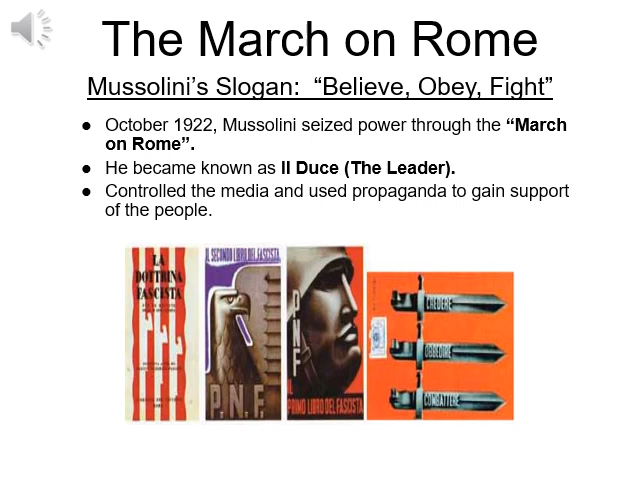 The March on Rome
Mussolini’s Slogan:  “Believe, Obey, Fight”
● October 1922, Mussolini seized power through the “March
on Rome”.
● He became known as Il Duce (The Leader).
● Controlled the media and used propaganda to gain support
of the people.
LA
DOTTRINA
FASCISTA
IL SECONDO LIBRO DEL FASCISTA
P.N.F.
PNF
IL
PRIMO LIBRO DEL FASCISTA
CREDERE
OBBEDIRE
COMBATTERE